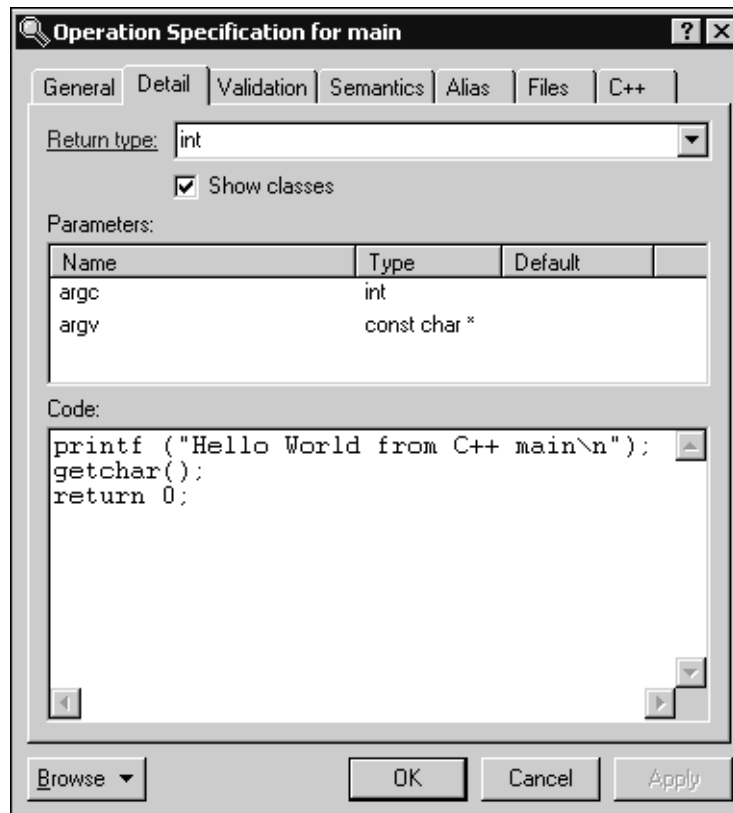 Operation Specification for main
General Detail Validation Semantics Alias Files C++
Return type: int
Show classes
Parameters:
Name Type Default
argc int
argv const char *
Code:
printf ("Hello World from C++ main\n");
getchar();
return 0;
Browse OK Cancel Apply